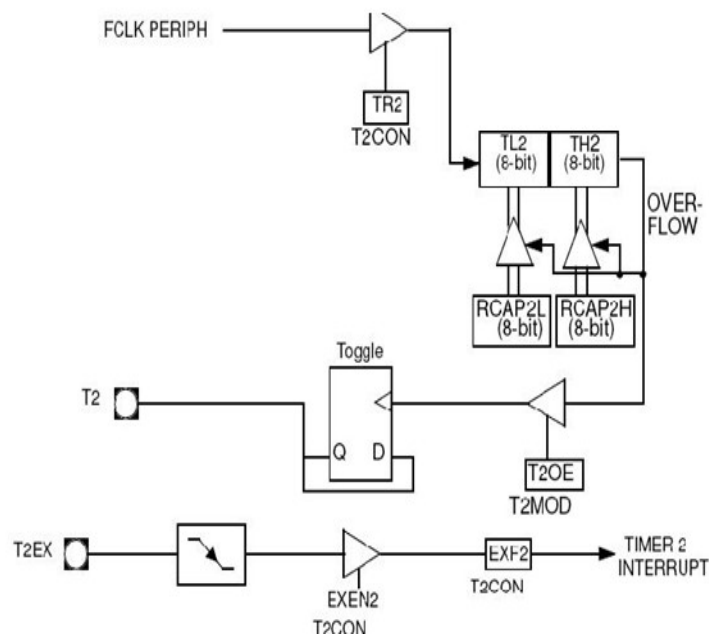 FCLK PERIPH
TR2
T2CON
TL2
(8-bit)
TH2
(8-bit)
OVER-
FLOW
RCAP2L
(8-bit)
RCAP2H
(8-bit)
Toggle
T2
Q D
T2OE
T2MOD
T2EX
EXEN2
T2CON
EXF2
T2CON
TIMER 2
INTERRUPT